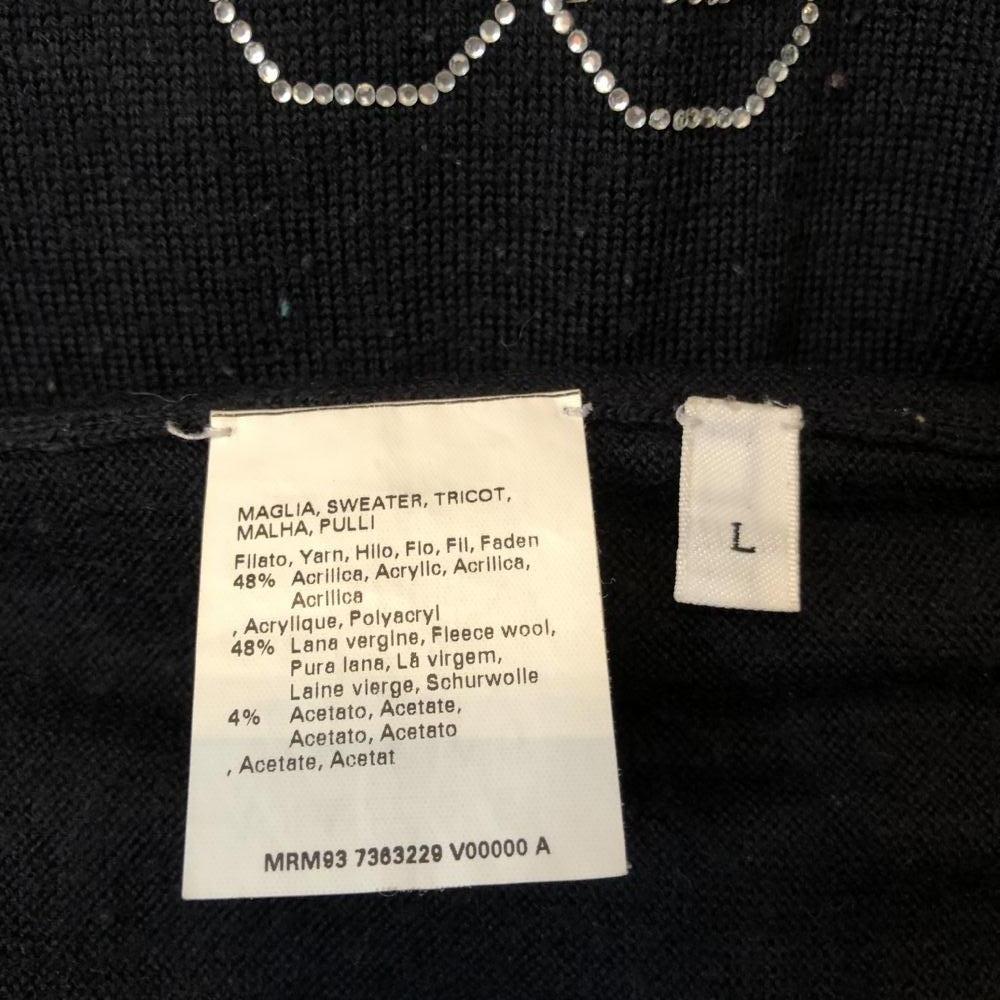 MAGLIA, SWEATER, TRICOT,
MALHA, PULLI
Filato, Yarn, Hilo, Fio, Fil, Faden
48% Acrilica, Acrylic, Acrilica,
Acrilica
, Acrylique, Polyacryl
48% Lana vergine, Fleece wool,
Pura lana, Lã virgem,
Laine vierge, Schurwolle
4% Acetato, Acetate,
Acetato, Acetato
, Acetate, Acetat
MRM93 7363229 V00000 A
L